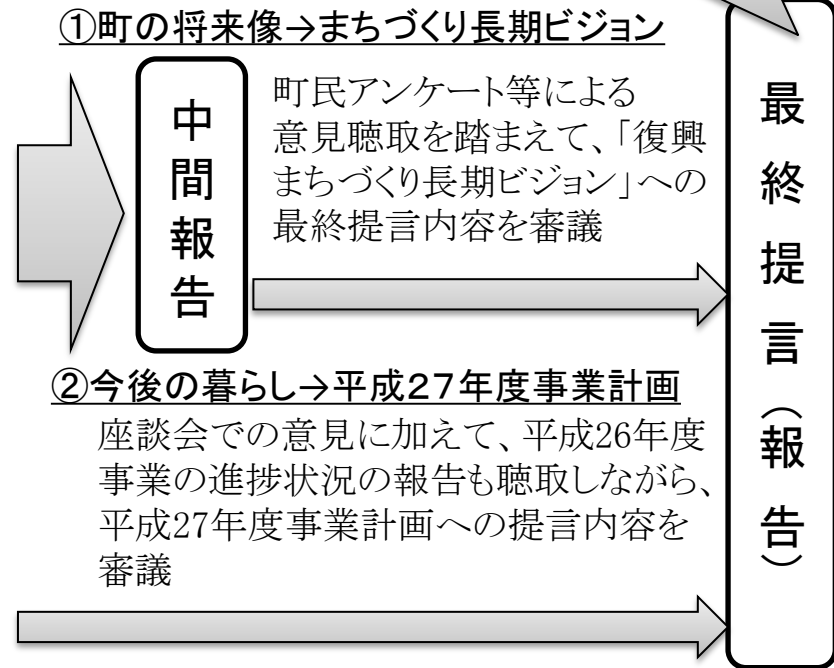 ①町の将来像→まちづくり長期ビジョン
中間報告
町民アンケート等による
意見聴取を踏まえて、「復興
まちづくり長期ビジョン」への
最終提言内容を審議
②今後の暮らし→平成２７年度事業計画
座談会での意見に加えて、平成26年度
事業の進捗状況の報告も聴取しながら、
平成27年度事業計画への提言内容を
審議
最終提言（報告）